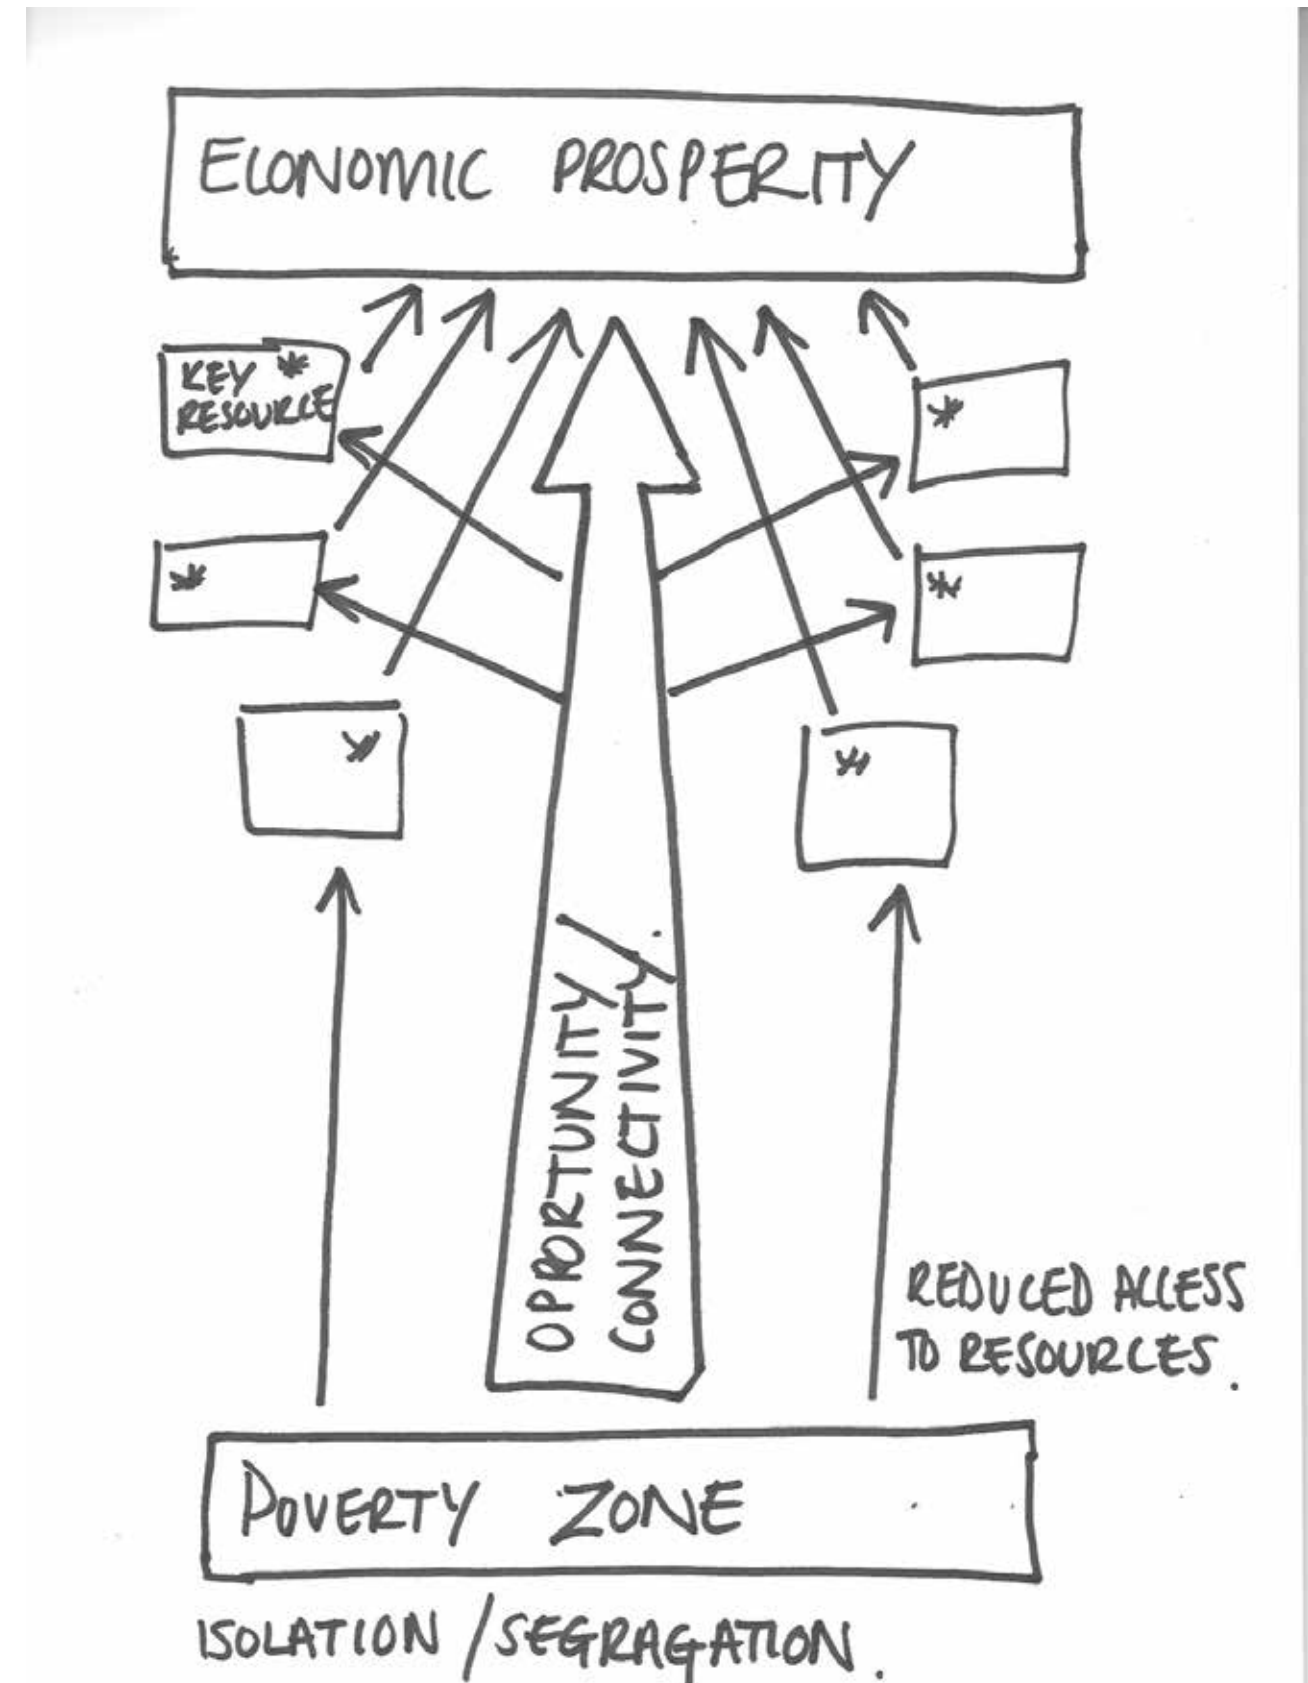 ECONOMIC PROSPERITY
KEY *
RESOURCE
*
*
*
*
*
OPPORTUNITY/
CONNECTIVITY/.
REDUCED ACCESS
TO RESOURCES.
POVERTY ZONE
ISOLATION / SEGRAGATION.